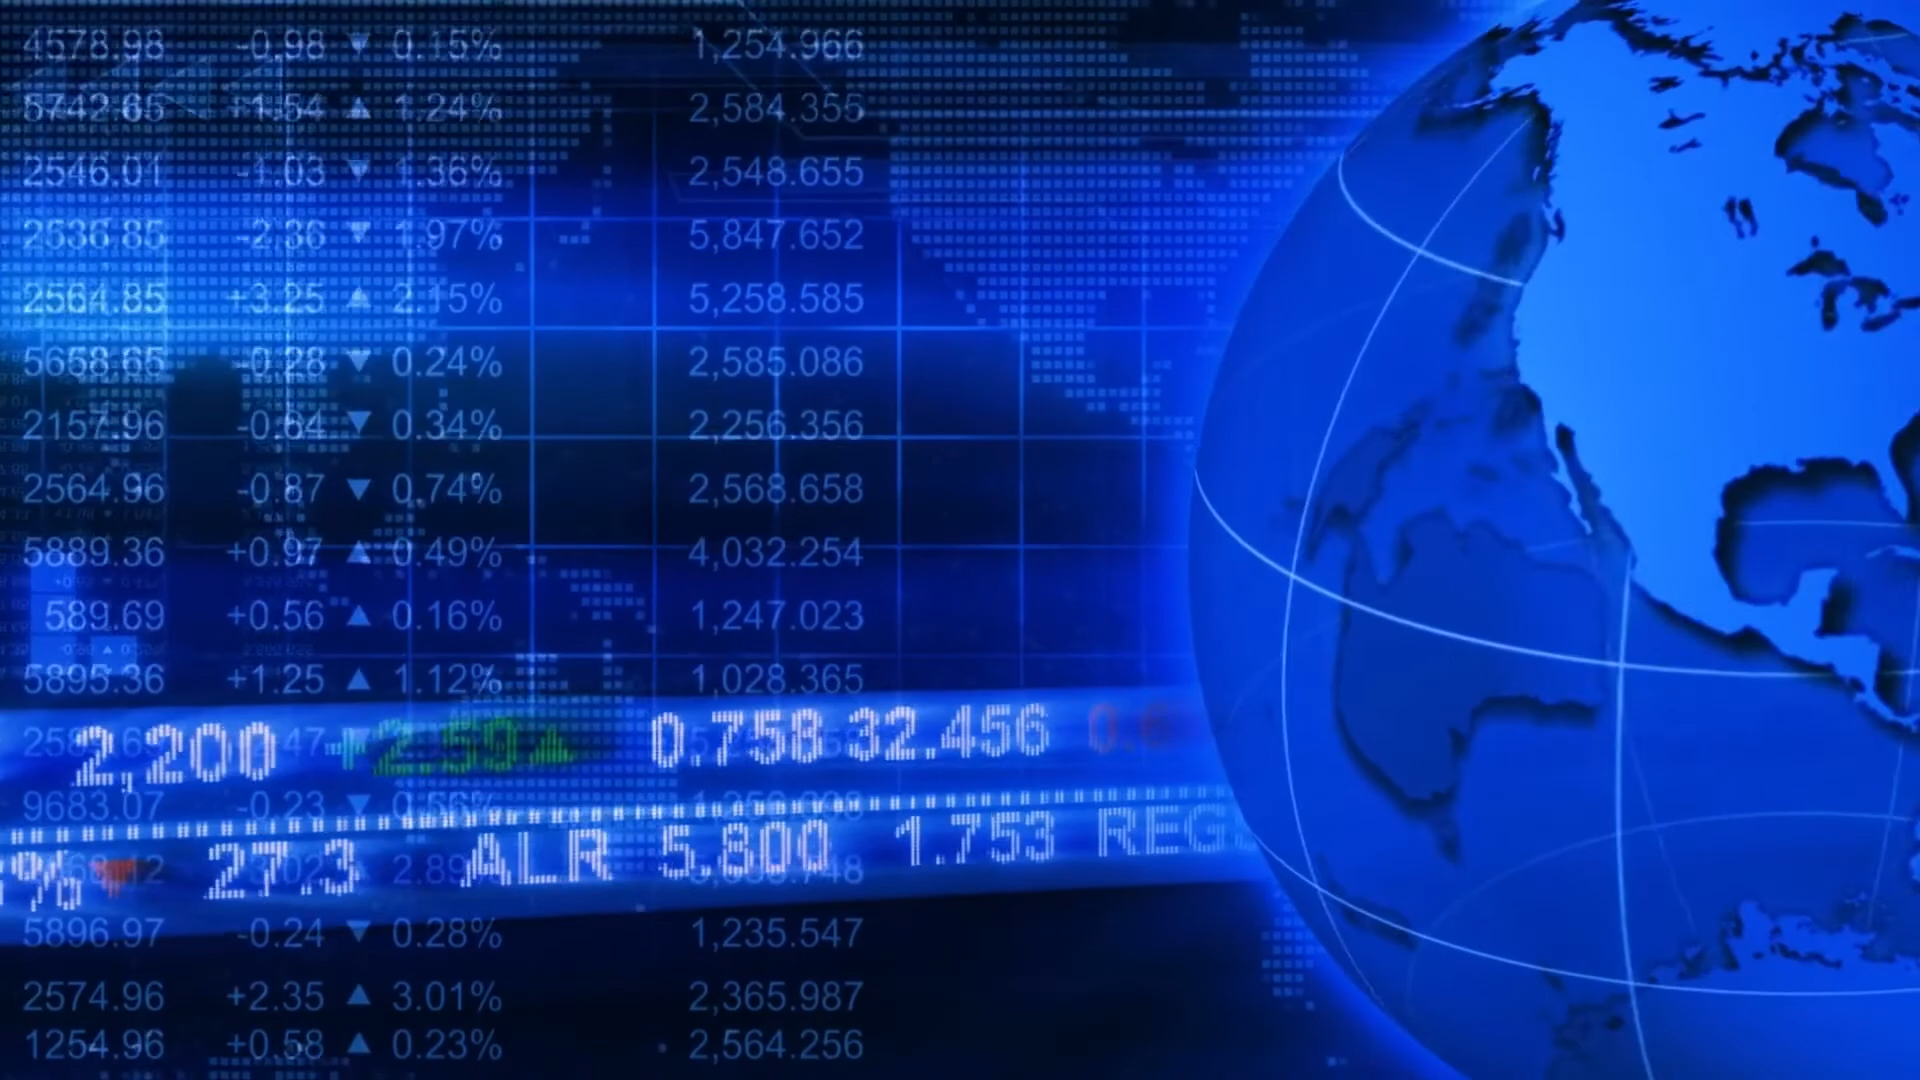 4578.98 -0.98 ▼ 0.15% 1,254.966
5742.65 +1.54 ▲ 1.24% 2,584.355
2546.01 -1.03 ▼ 1.36% 2,548.655
2536.85 -2.36 ▼ 1.97% 5,847.652
2564.85 +3.25 ▲ 2.15% 5,258.585
5658.65 -0.28 ▼ 0.24% 2,585.086
2157.96 -0.64 ▼ 0.34% 2,256.356
2564.96 -0.87 ▼ 0.74% 2,568.658
5889.36 +0.97 ▲ 0.49% 4,032.254
589.69 +0.56 ▲ 0.16% 1,247.023
5895.36 +1.25 ▲ 1.12% 1,028.365
2,200 +2.50 ▲ 0.758 32.456 0.6
9683.07 -0.23 ▼ 0.56%
% ▼ 27.3 ALR 5.800 1.753 REG
5896.97 -0.24 ▼ 0.28% 1,235.547
2574.96 +2.35 ▲ 3.01% 2,365.987
1254.96 +0.58 ▲ 0.23% 2,564.256